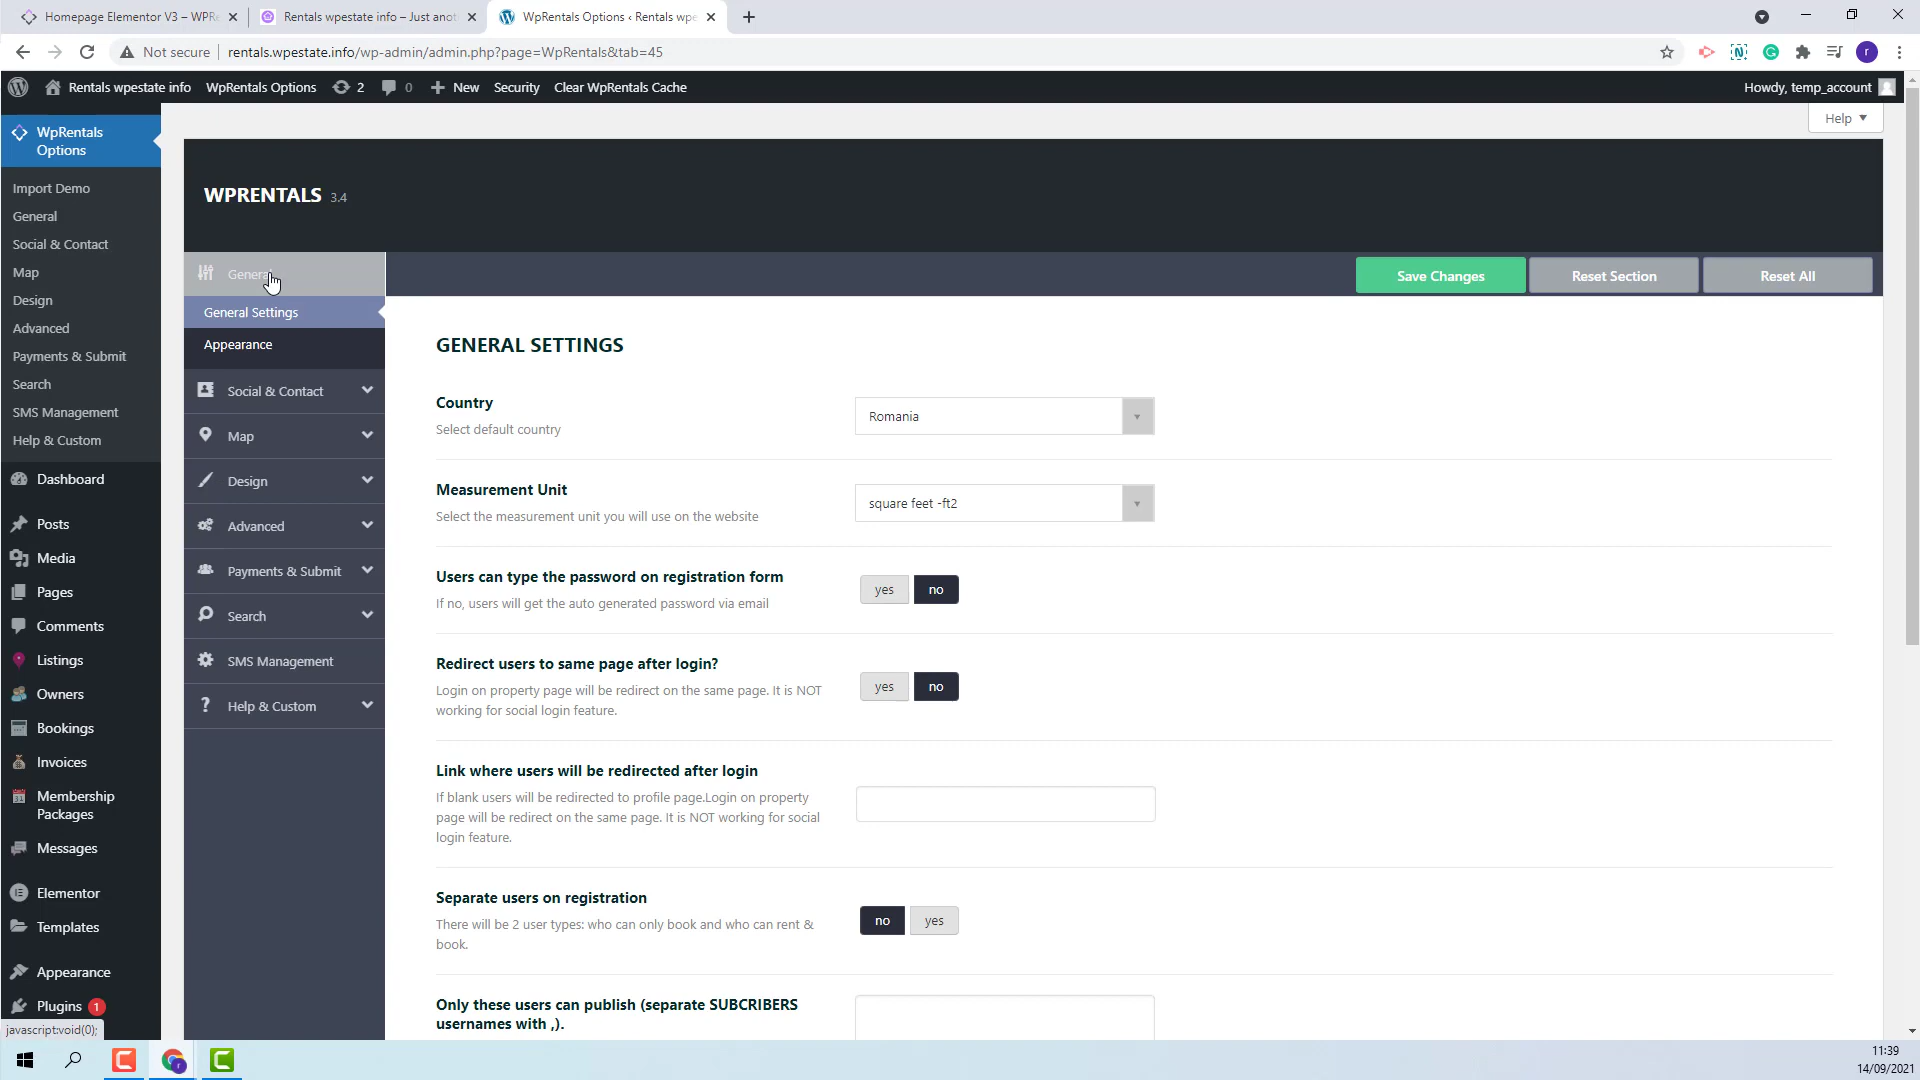 Homepage Elementor V3 – WPR
Rentals wpestate info – Just anot
WpRentals Options ‹ Rentals wpe
Not secure
rentals.wpestate.info/wp-admin/admin.php?page=WpRentals&tab=45
r
Rentals wpestate info
WpRentals Options
2
0
New
Security
Clear WpRentals Cache
Howdy, temp_account
Help
WpRentals Options
Import Demo
General
Social & Contact
Map
Design
Advanced
Payments & Submit
Search
SMS Management
Help & Custom
Dashboard
Posts
Media
Pages
Comments
Listings
Owners
Bookings
Invoices
Membership Packages
Messages
Elementor
Templates
Appearance
Plugins 1
javascript:void(0);
WPRENTALS 3.4
General
General Settings
Appearance
Social & Contact
Map
Design
Advanced
Payments & Submit
Search
SMS Management
Help & Custom
Save Changes
Reset Section
Reset All
GENERAL SETTINGS
Country
Select default country
Romania
Measurement Unit
Select the measurement unit you will use on the website
square feet -ft2
Users can type the password on registration form
If no, users will get the auto generated password via email
yes no
Redirect users to same page after login?
Login on property page will be redirect on the same page. It is NOT
working for social login feature.
yes no
Link where users will be redirected after login
If blank users will be redirected to profile page.Login on property
page will be redirect on the same page. It is NOT working for social
login feature.
Separate users on registration
There will be 2 user types: who can only book and who can rent &
book.
no yes
Only these users can publish (separate SUBCRIBERS
usernames with ,).
11:39
14/09/2021